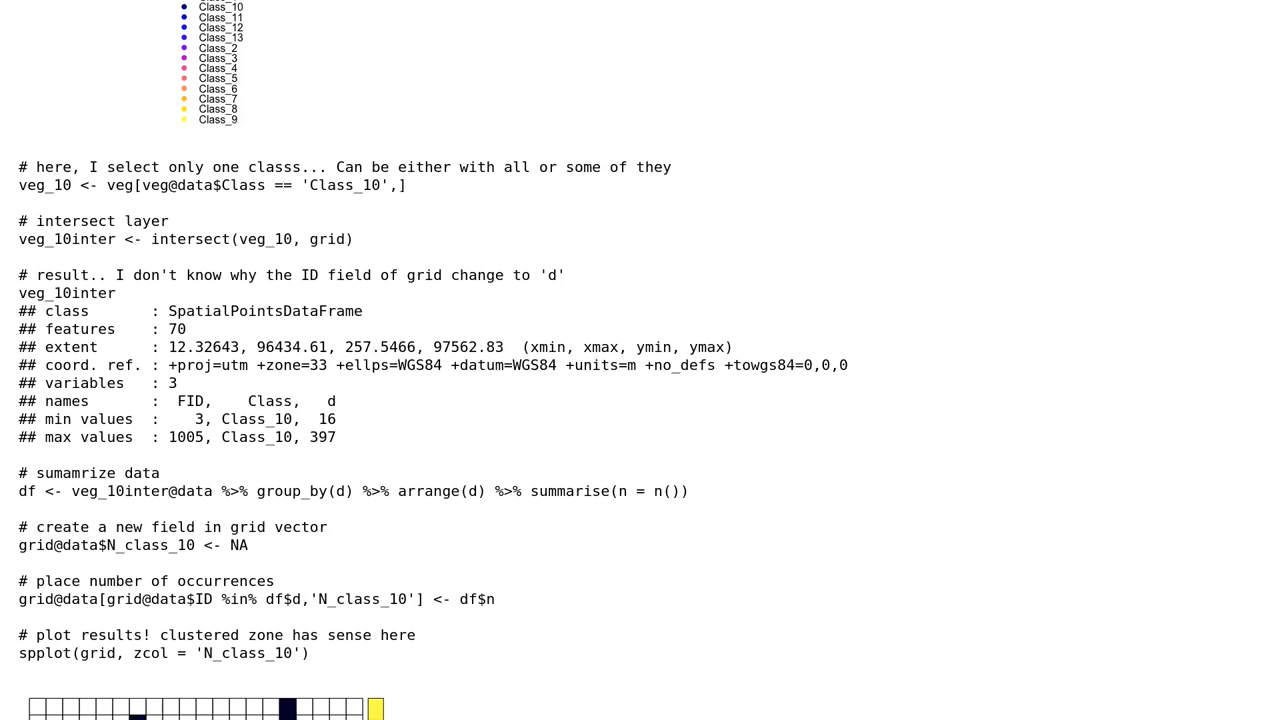 Class_10
Class_11
Class_12
Class_13
Class_2
Class_3
Class_4
Class_5
Class_6
Class_7
Class_8
Class_9
# here, I select only one classs... Can be either with all or some of they
veg_10 <- veg[veg@data$Class == 'Class_10',]
# intersect layer
veg_10inter <- intersect(veg_10, grid)
# result.. I don't know why the ID field of grid change to 'd'
veg_10inter
## class       : SpatialPointsDataFrame
## features    : 70
## extent      : 12.32643, 96434.61, 257.5466, 97562.83  (xmin, xmax, ymin, ymax)
## coord. ref. : +proj=utm +zone=33 +ellps=WGS84 +datum=WGS84 +units=m +no_defs +towgs84=0,0,0
## variables   : 3
## names       :  FID,    Class,   d
## min values  :    3, Class_10,  16
## max values  : 1005, Class_10, 397
# sumamrize data
df <- veg_10inter@data %>% group_by(d) %>% arrange(d) %>% summarise(n = n())
# create a new field in grid vector
grid@data$N_class_10 <- NA
# place number of occurrences
grid@data[grid@data$ID %in% df$d,'N_class_10'] <- df$n
# plot results! clustered zone has sense here
spplot(grid, zcol = 'N_class_10')